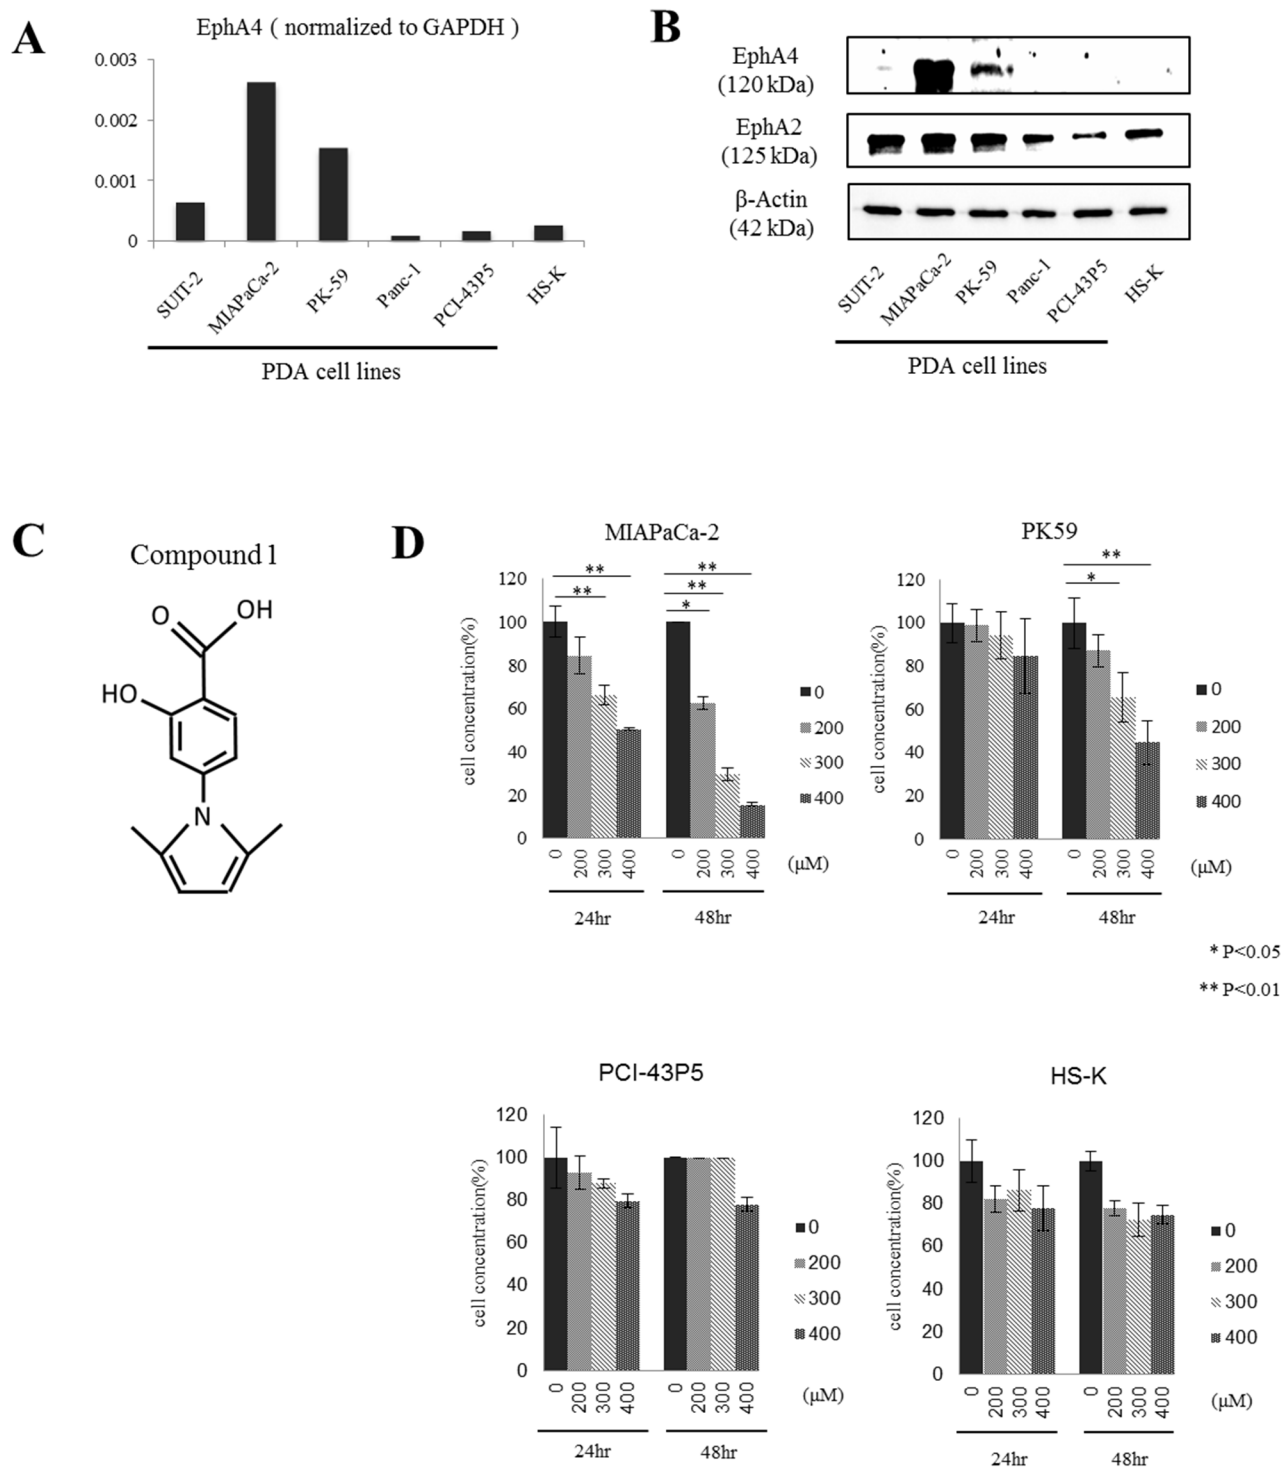 A
EphA4 ( normalized to GAPDH )
0.003
0.002
0.001
0
SUIT-2
MIAPaCa-2
PK-59
Panc-1
PCI-43P5
HS-K
PDA cell lines
B
EphA4
(120 kDa)
EphA2
(125 kDa)
β-Actin
(42 kDa)
SUIT-2
MIAPaCa-2
PK-59
Panc-1
PCI-43P5
HS-K
PDA cell lines
C
Compound 1
O
OH
HO
N
D
MIAPaCa-2
cell concentration(%)
120
100
80
60
40
20
0
**
**
**
**
*
0
200
300
400
0 200 300 400
0 200 300 400
(μM)
24hr
48hr
PK59
cell concentration(%)
120
100
80
60
40
20
0
**
*
0
200
300
400
0 200 300 400
0 200 300 400
(μM)
24hr
48hr
* P<0.05
** P<0.01
PCI-43P5
cell concentration(%)
120
100
80
60
40
20
0
0
200
300
400
0 200 300 400
0 200 300 400
(μM)
24hr
48hr
HS-K
cell concentration(%)
120
100
80
60
40
20
0
0
200
300
400
0 200 300 400
0 200 300 400
(μM)
24hr
48hr